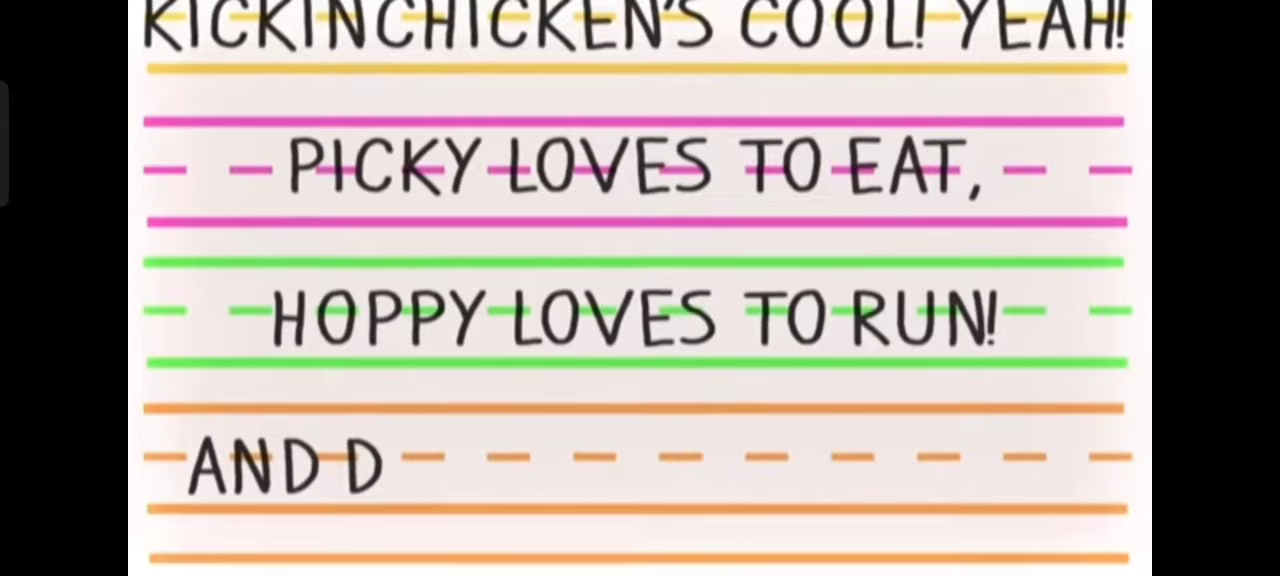 KICKINCHICKEN'S COOL! YEAH!
PICKY LOVES TO EAT,
HOPPY LOVES TO RUN!
AND D